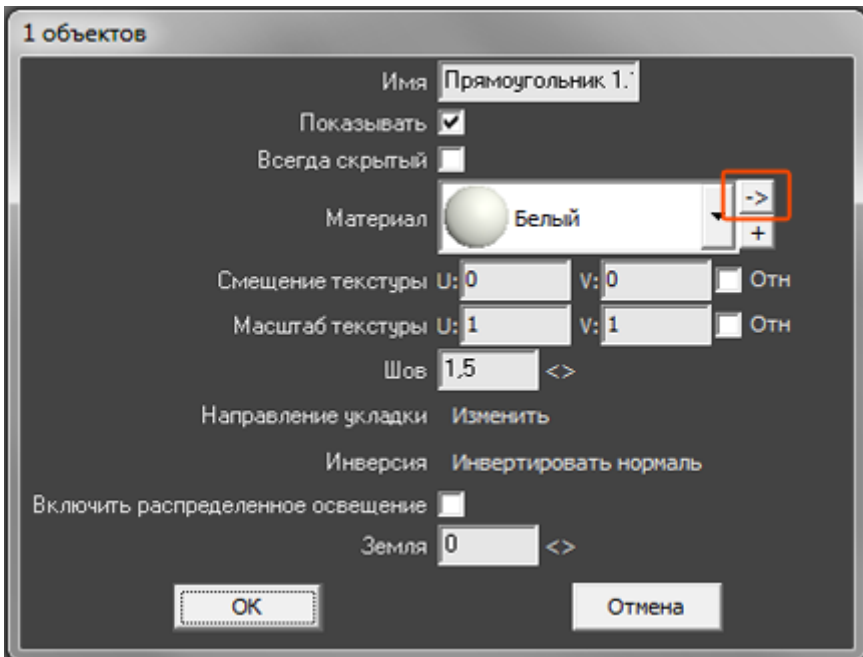 1 объектов
Имя Прямоугольник 1.
Показывать
Всегда скрытый
Материал Белый ->
+
Смещение текстуры U: 0 V: 0 Отн
Масштаб текстуры U: 1 V: 1 Отн
Шов 1,5 <>
Направление укладки Изменить
Инверсия Инвертировать нормаль
Включить распределенное освещение
Земля 0 <>
OK Отмена